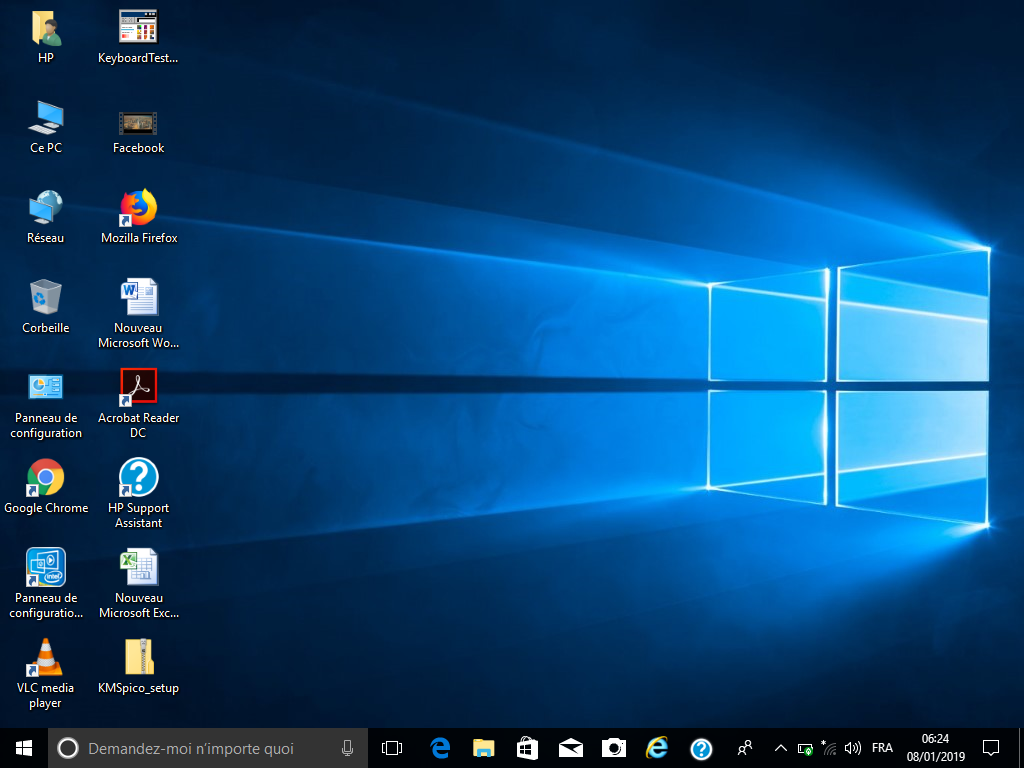 HP
KeyboardTest...
Ce PC
Facebook
Réseau
Mozilla Firefox
Corbeille
Nouveau
Microsoft Wo...
Panneau de
configuration
Acrobat Reader
DC
Google Chrome
HP Support
Assistant
Panneau de
configuratio...
Nouveau
Microsoft Exc...
VLC media
player
KMSpico_setup
Demandez-moi n'importe quoi
FRA
06:24
08/01/2019